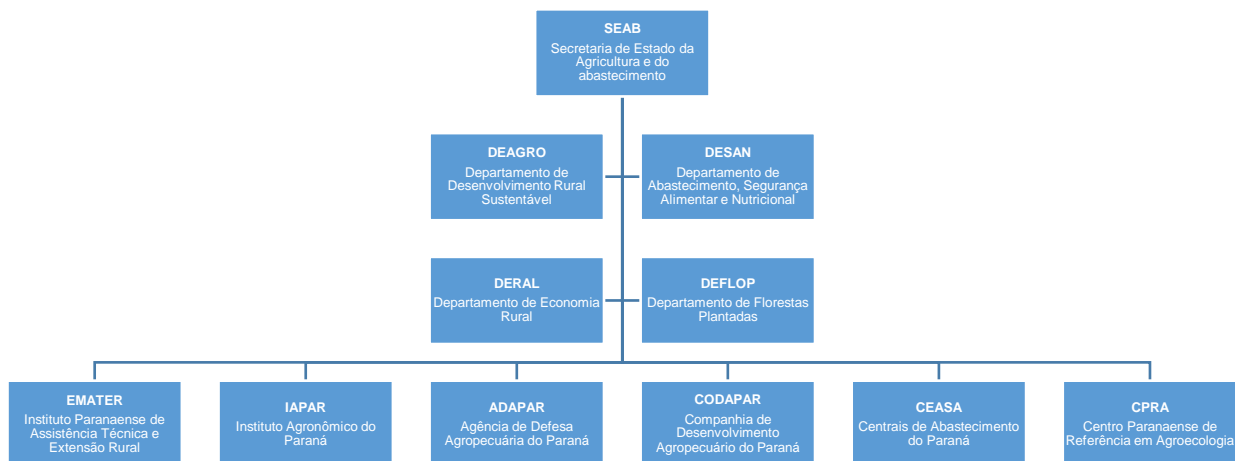 SEAB
Secretaria de Estado da
Agricultura e do
abastecimento
DEAGRO
Departamento de
Desenvolvimento Rural
Sustentável
DESAN
Departamento de
Abastecimento, Segurança
Alimentar e Nutricional
DERAL
Departamento de Economia
Rural
DEFLOP
Departamento de Florestas
Plantadas
EMATER
Instituto Paranaense de
Assistência Técnica e
Extensão Rural
IAPAR
Instituto Agronômico do
Paraná
ADAPAR
Agência de Defesa
Agropecuária do Paraná
CODAPAR
Companhia de
Desenvolvimento
Agropecuário do Paraná
CEASA
Centrais de Abastecimento
do Paraná
CPRA
Centro Paranaense de
Referência em Agroecologia